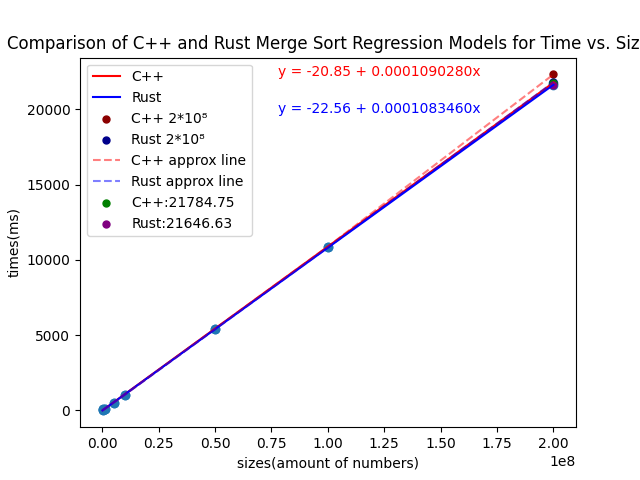 Comparison of C++ and Rust Merge Sort Regression Models for Time vs. Siz
C++
Rust
C++ 2*10⁸
Rust 2*10⁸
C++ approx line
Rust approx line
C++:21784.75
Rust:21646.63
y = -20.85 + 0.0001090280x
y = -22.56 + 0.0001083460x
times(ms)
20000
15000
10000
5000
0
0.00
0.25
0.50
0.75
1.00
1.25
1.50
1.75
2.00
1e8
sizes(amount of numbers)